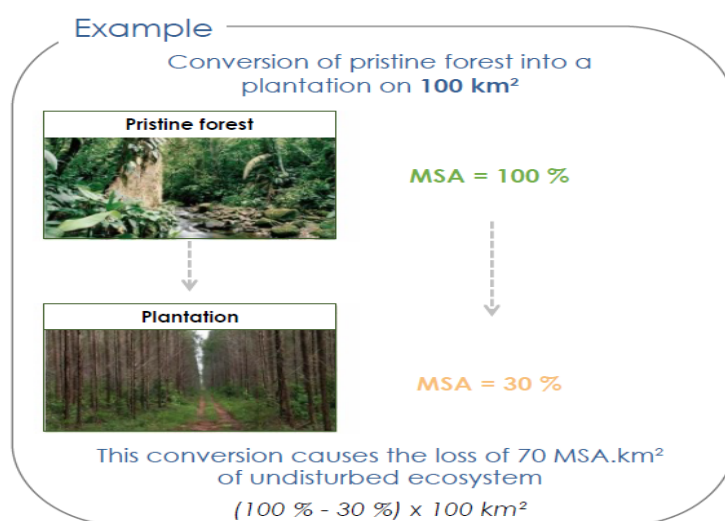 Example
Conversion of pristine forest into a
plantation on 100 km²
Pristine forest
MSA = 100 %
Plantation
MSA = 30 %
This conversion causes the loss of 70 MSA.km²
of undisturbed ecosystem
(100 % - 30 %) x 100 km²